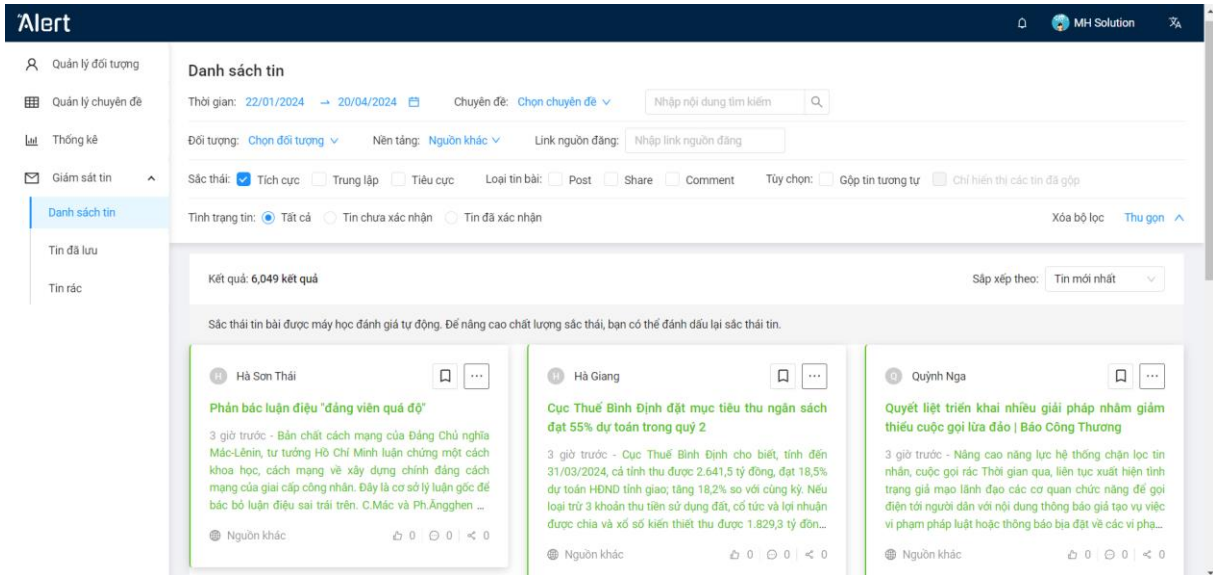 Alert
MH Solution
Quản lý đối tượng
Quản lý chuyên đề
Thống kê
Giám sát tin
Danh sách tin
Tin đã lưu
Tin rác
Danh sách tin
Thời gian: 22/01/2024 → 20/04/2024 Chuyên đề: Chọn chuyên đề Nhập nội dung tìm kiếm
Đối tượng: Chọn đối tượng Nền tảng: Nguồn khác Link nguồn đăng: Nhập link nguồn đăng
Sắc thái: Tích cực Trung lập Tiêu cực Loại tin bài: Post Share Comment Tùy chọn: Gộp tin tương tự Chỉ hiển thị các tin đã gộp
Tình trạng tin: Tất cả Tin chưa xác nhận Tin đã xác nhận Xóa bộ lọc Thu gọn
Kết quả: 6,049 kết quả Sắp xếp theo: Tin mới nhất
Sắc thái tin bài được máy học đánh giá tự động. Để nâng cao chất lượng sắc thái, bạn có thể đánh dấu lại sắc thái tin.
H Hà Sơn Thái
Phản bác luận điệu "đảng viên quá độ"
3 giờ trước - Bản chất cách mạng của Đảng Chủ nghĩa
Mác-Lênin, tư tưởng Hồ Chí Minh luận chứng một cách
khoa học, cách mạng về xây dựng chính đảng cách
mạng của giai cấp công nhân. Đây là cơ sở lý luận gốc để
bác bỏ luận điệu sai trái trên. C.Mác và Ph.Ăngghen ...
Nguồn khác 0 0 0
H Hà Giang
Cục Thuế Bình Định đặt mục tiêu thu ngân sách
đạt 55% dự toán trong quý 2
3 giờ trước - Cục Thuế Bình Định cho biết, tính đến
31/03/2024, cả tỉnh thu được 2.641,5 tỷ đồng, đạt 18,5%
dự toán HĐND tỉnh giao; tăng 18,2% so với cùng kỳ. Nếu
loại trừ 3 khoản thu tiền sử dụng đất, cổ tức và lợi nhuận
được chia và xổ số kiến thiết thu được 1.829,3 tỷ đồn...
Nguồn khác 0 0 0
Q Quỳnh Nga
Quyết liệt triển khai nhiều giải pháp nhằm giảm
thiểu cuộc gọi lừa đảo | Báo Công Thương
3 giờ trước - Nâng cao năng lực hệ thống chặn lọc tin
nhắn, cuộc gọi rác Thời gian qua, liên tục xuất hiện tình
trạng giả mạo lãnh đạo các cơ quan chức năng để gọi
điện tới người dân với nội dung thông báo giả tạo vụ việc
vi phạm pháp luật hoặc thông báo bịa đặt về các vi phạ...
Nguồn khác 0 0 0